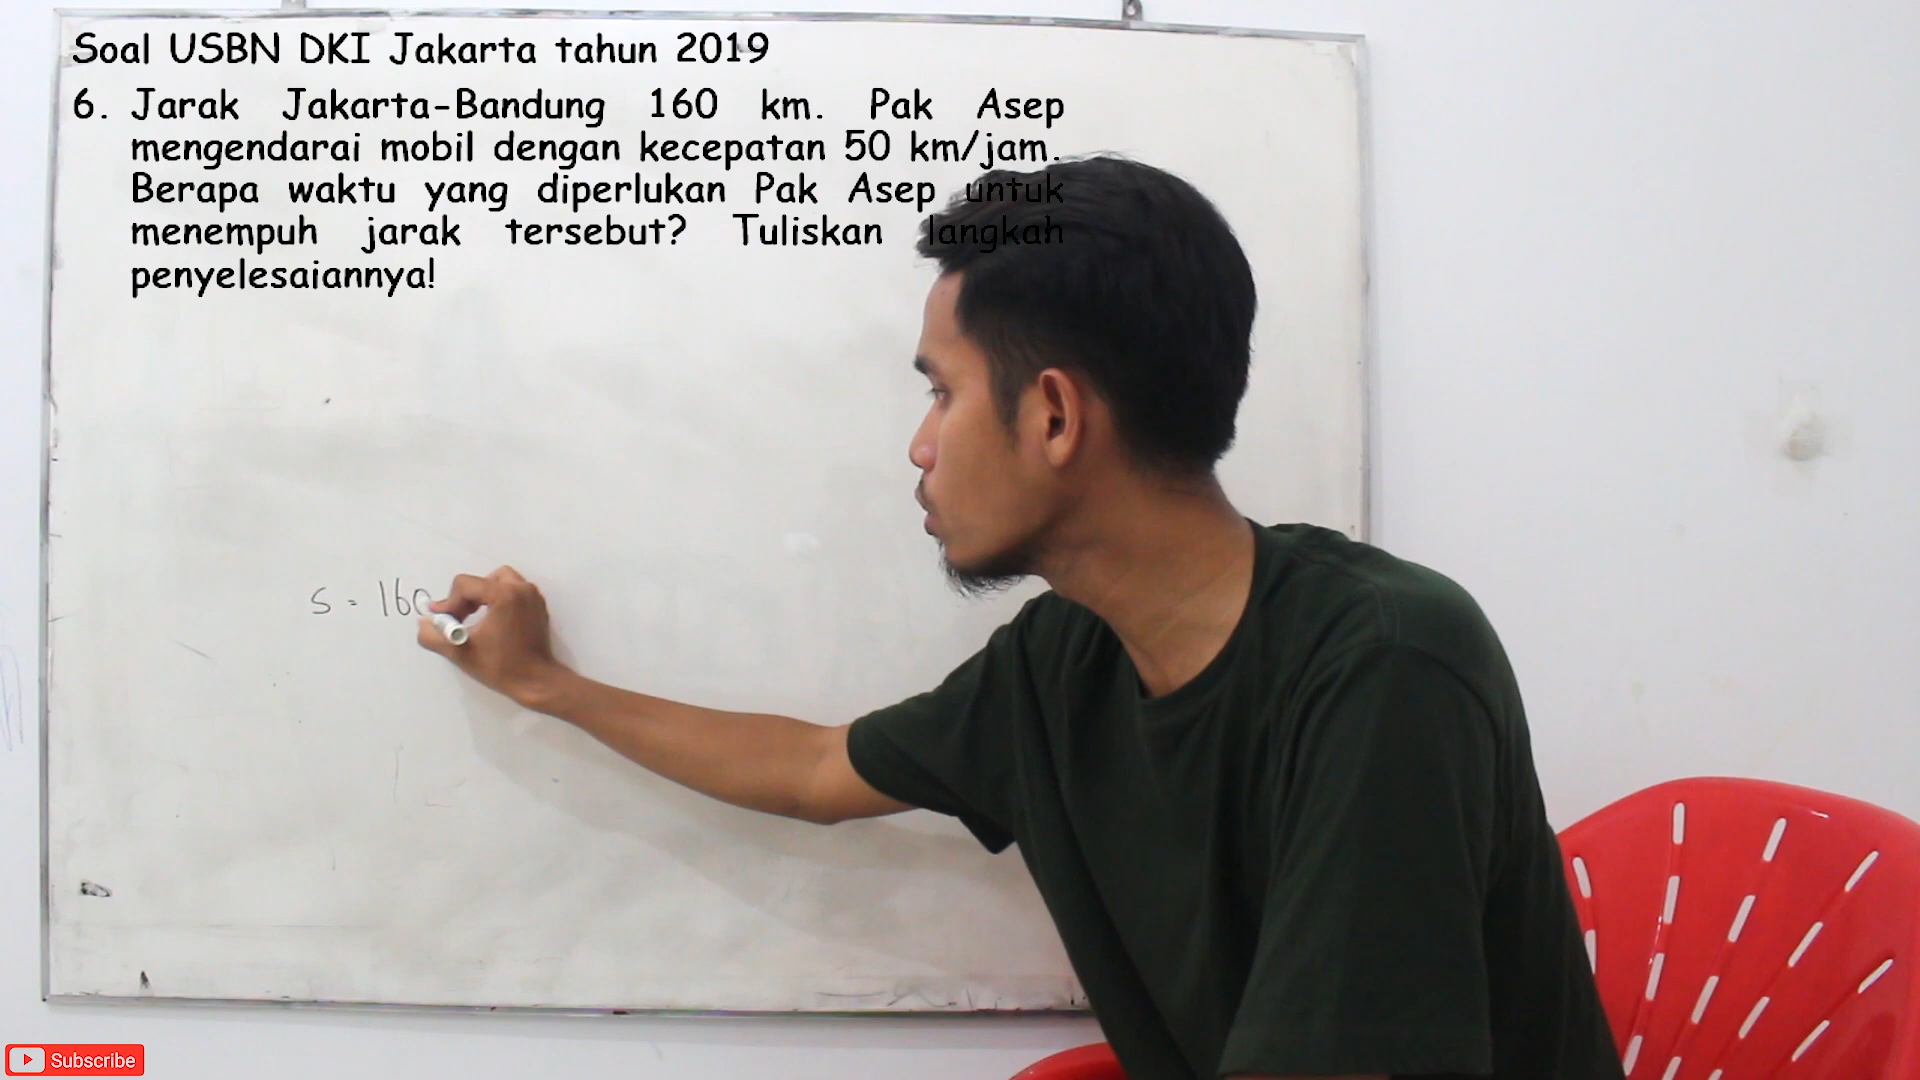 Soal USBN DKI Jakarta tahun 2019
6. Jarak Jakarta-Bandung 160 km. Pak Asep
mengendarai mobil dengan kecepatan 50 km/jam.
Berapa waktu yang diperlukan Pak Asep untuk
menempuh jarak tersebut? Tuliskan langkah
penyelesaiannya!
s = 160
Subscribe